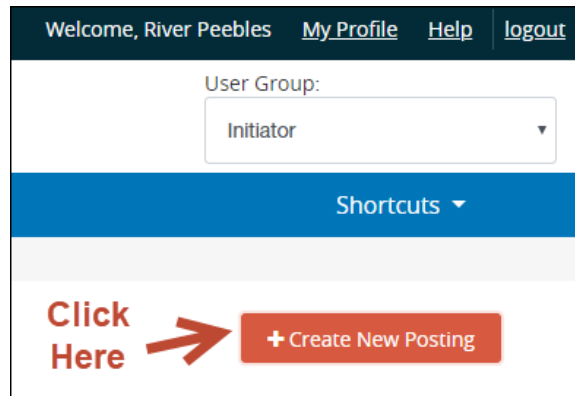 Welcome, River Peebles My Profile Help logout
User Group:
Initiator
Shortcuts
Click
Here
+ Create New Posting